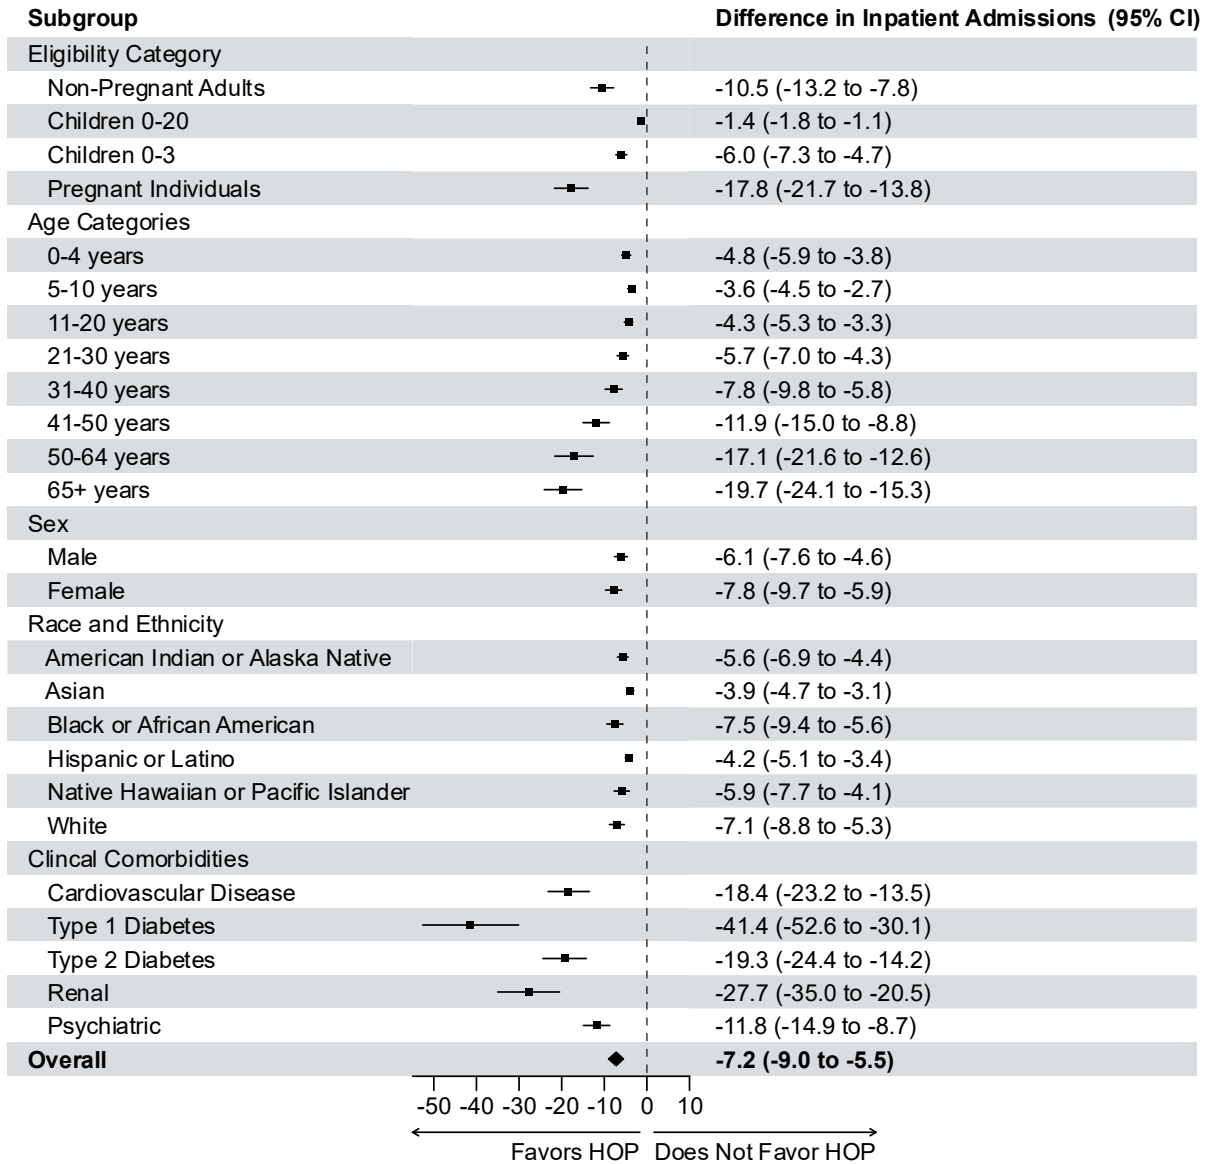 Subgroup Difference in Inpatient Admissions (95% CI)
Eligibility Category
Non-Pregnant Adults -10.5 (-13.2 to -7.8)
Children 0-20 -1.4 (-1.8 to -1.1)
Children 0-3 -6.0 (-7.3 to -4.7)
Pregnant Individuals -17.8 (-21.7 to -13.8)
Age Categories
0-4 years -4.8 (-5.9 to -3.8)
5-10 years -3.6 (-4.5 to -2.7)
11-20 years -4.3 (-5.3 to -3.3)
21-30 years -5.7 (-7.0 to -4.3)
31-40 years -7.8 (-9.8 to -5.8)
41-50 years -11.9 (-15.0 to -8.8)
50-64 years -17.1 (-21.6 to -12.6)
65+ years -19.7 (-24.1 to -15.3)
Sex
Male -6.1 (-7.6 to -4.6)
Female -7.8 (-9.7 to -5.9)
Race and Ethnicity
American Indian or Alaska Native -5.6 (-6.9 to -4.4)
Asian -3.9 (-4.7 to -3.1)
Black or African American -7.5 (-9.4 to -5.6)
Hispanic or Latino -4.2 (-5.1 to -3.4)
Native Hawaiian or Pacific Islander -5.9 (-7.7 to -4.1)
White -7.1 (-8.8 to -5.3)
Clincal Comorbidities
Cardiovascular Disease -18.4 (-23.2 to -13.5)
Type 1 Diabetes -41.4 (-52.6 to -30.1)
Type 2 Diabetes -19.3 (-24.4 to -14.2)
Renal -27.7 (-35.0 to -20.5)
Psychiatric -11.8 (-14.9 to -8.7)
Overall -7.2 (-9.0 to -5.5)
-50 -40 -30 -20 -10 0 10
Favors HOP Does Not Favor HOP